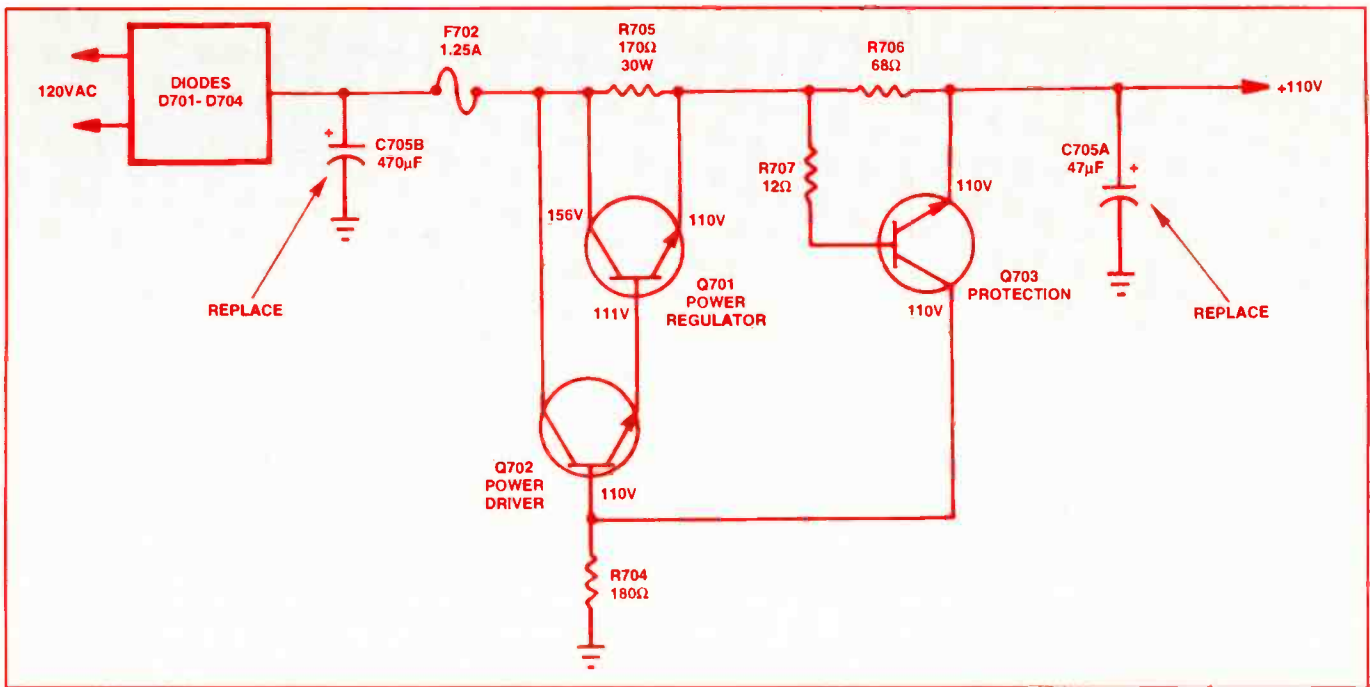 120VAC
DIODES
D701- D704
F702
1.25A
R705
170Ω
30W
R706
68Ω
+110V
+
C705B
470µF
R707
12Ω
110V
C705A
47µF
+
156V
110V
REPLACE
Q701
POWER
REGULATOR
111V
Q703
PROTECTION
110V
REPLACE
Q702
POWER
DRIVER
110V
R704
180Ω